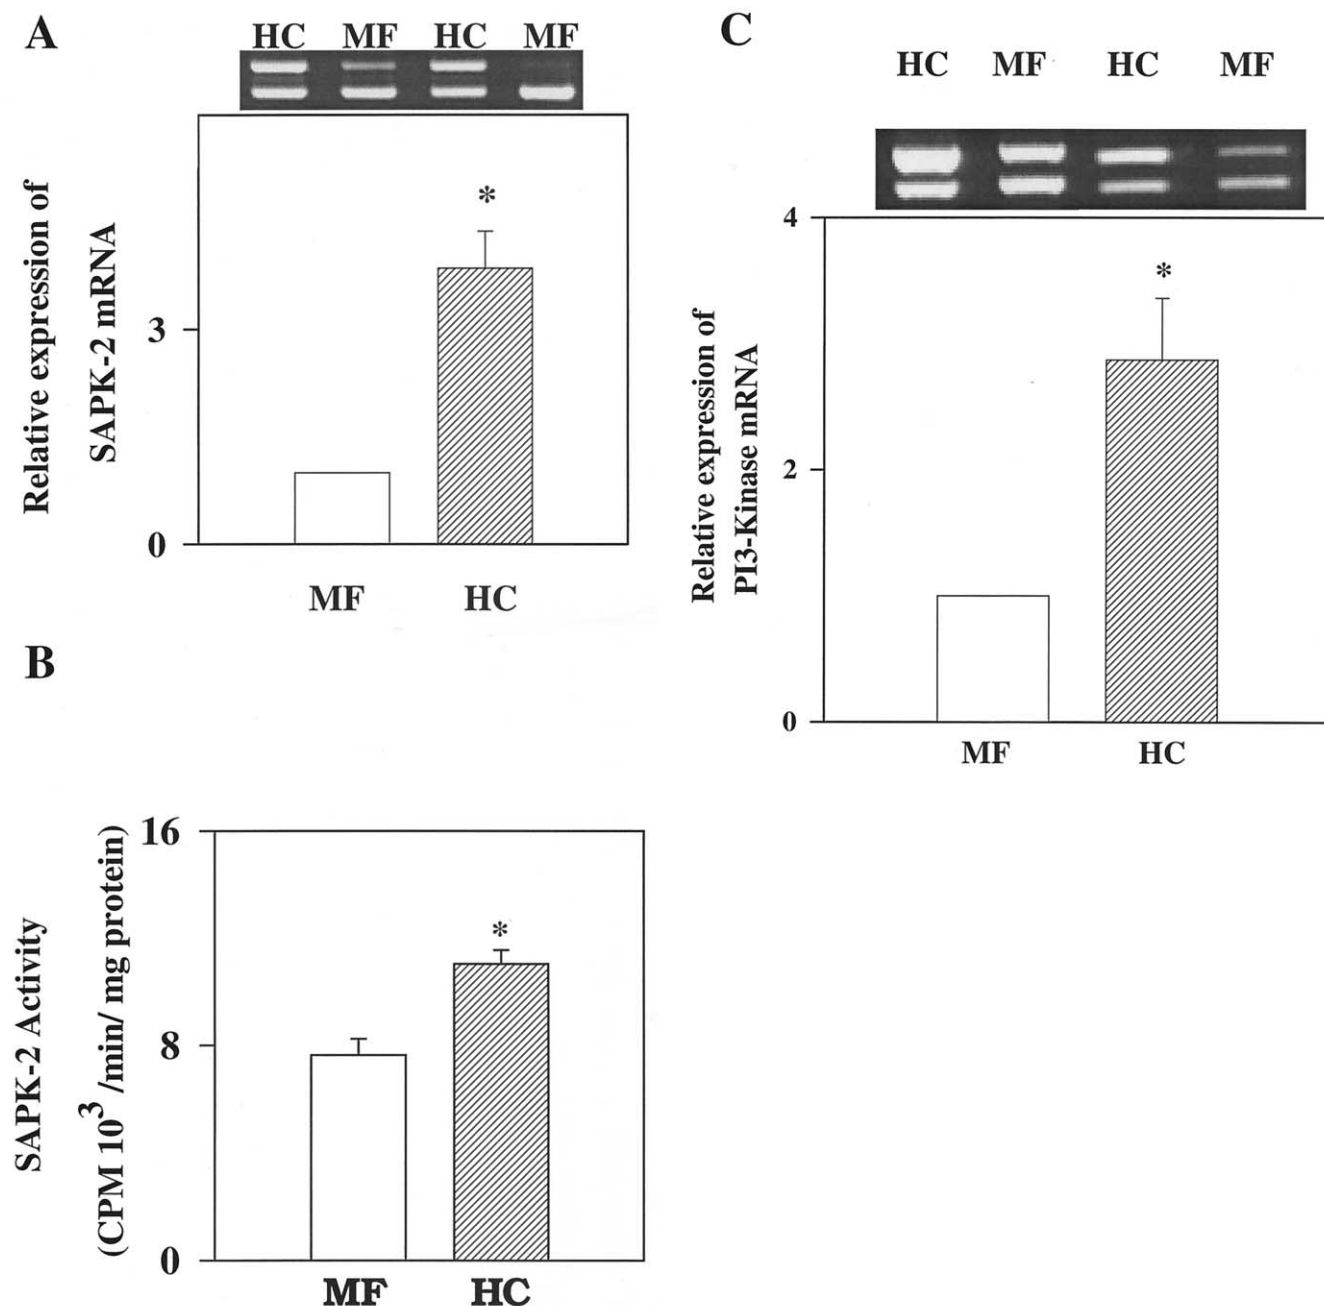 A
HC MF HC MF
Relative expression of
SAPK-2 mRNA
*
3
0
MF HC
B
SAPK-2 Activity
(CPM 10³ /min/ mg protein)
16
*
8
0
MF HC
C
HC MF HC MF
Relative expression of
PI3-Kinase mRNA
4
*
2
0
MF HC